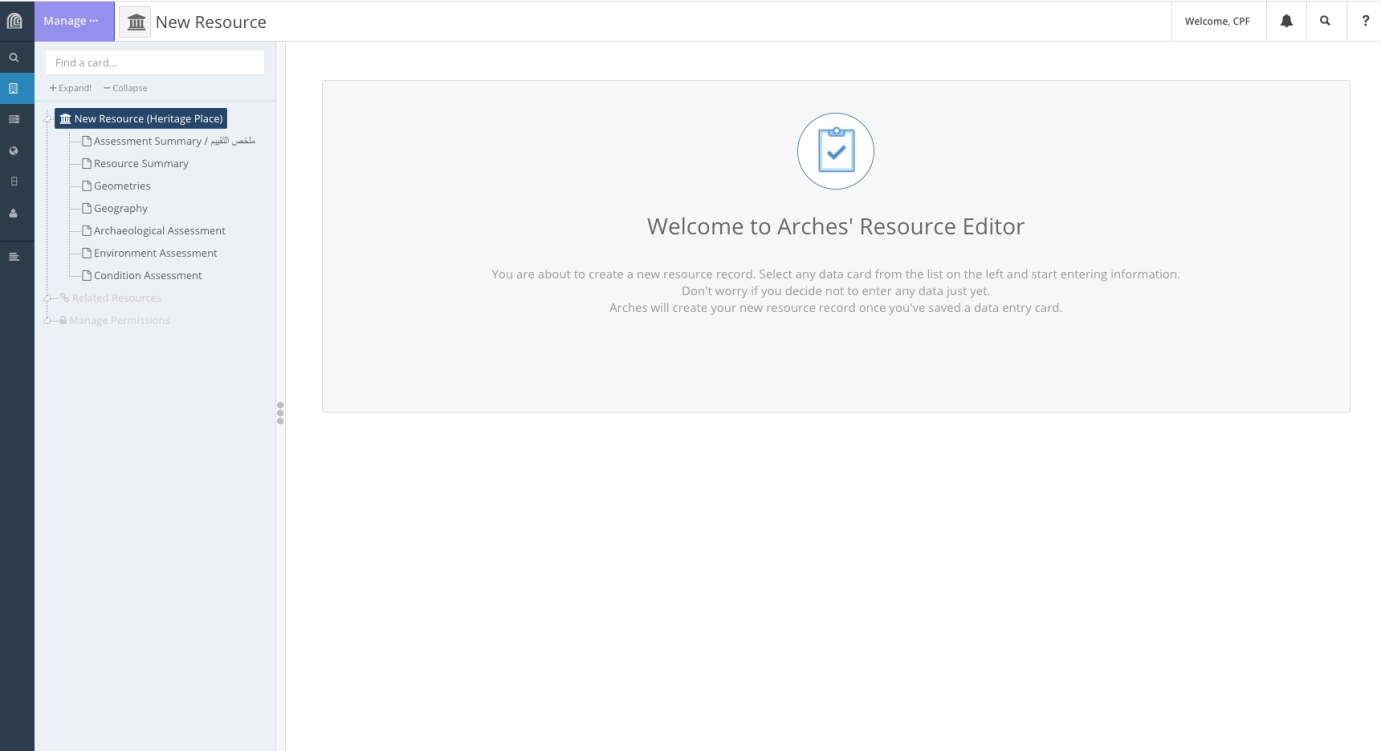 Manage ...
New Resource
Welcome, CPF
?
Find a card...
+ Expand! − Collapse
New Resource (Heritage Place)
Assessment Summary / ملخص التقييم
Resource Summary
Geometries
Geography
Archaeological Assessment
Environment Assessment
Condition Assessment
Related Resources
Manage Permissions
Welcome to Arches' Resource Editor
You are about to create a new resource record. Select any data card from the list on the left and start entering information.
Don't worry if you decide not to enter any data just yet.
Arches will create your new resource record once you've saved a data entry card.